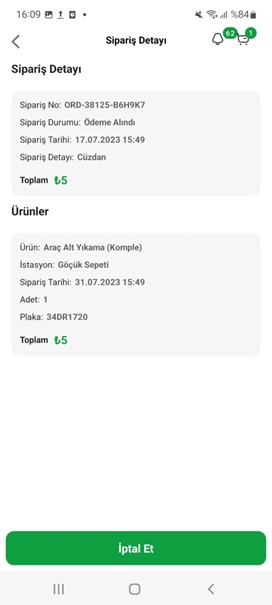 16:09 %84
Sipariş Detayı
62 1
Sipariş Detayı
Sipariş No: ORD-38125-B6H9K7
Sipariş Durumu: Ödeme Alındı
Sipariş Tarihi: 17.07.2023 15:49
Sipariş Detayı: Cüzdan
Toplam ₺5
Ürünler
Ürün: Araç Alt Yıkama (Komple)
İstasyon: Göçük Sepeti
Sipariş Tarihi: 31.07.2023 15:49
Adet: 1
Plaka: 34DR1720
Toplam ₺5
İptal Et